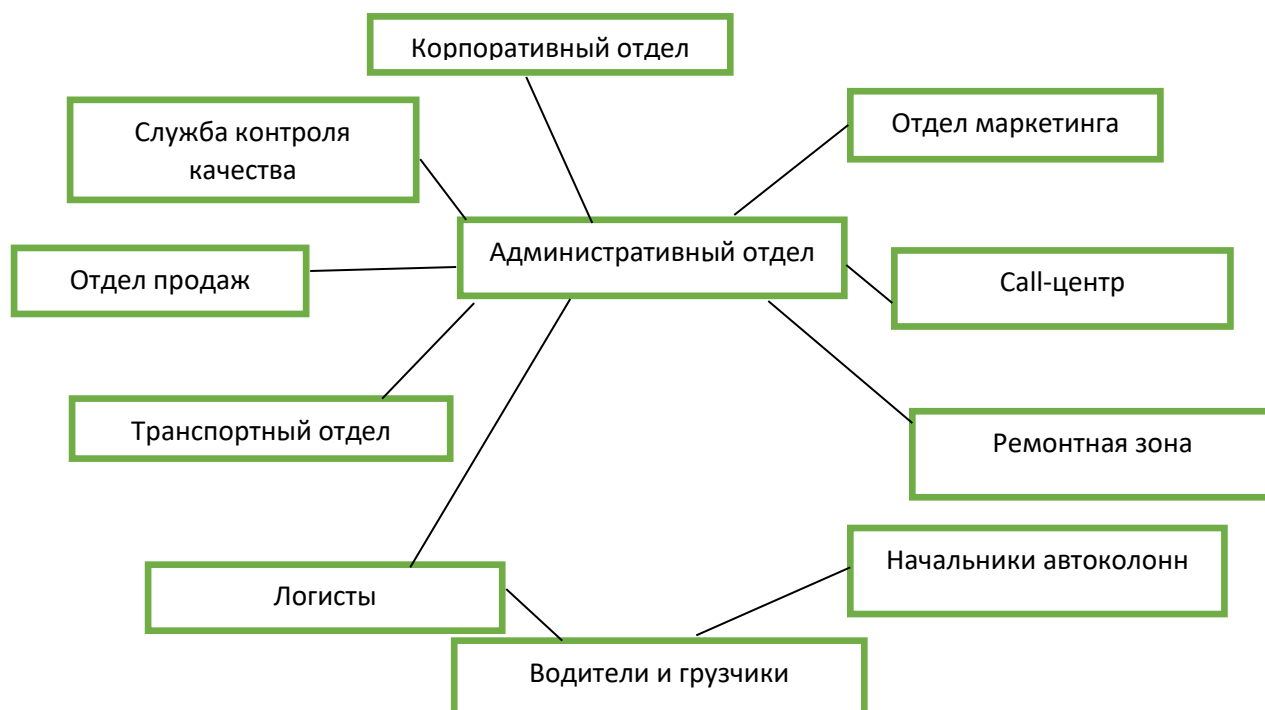 Корпоративный отдел
Отдел маркетинга
Служба контроля
качества
Административный отдел
Отдел продаж
Call-центр
Транспортный отдел
Ремонтная зона
Начальники автоколонн
Логисты
Водители и грузчики